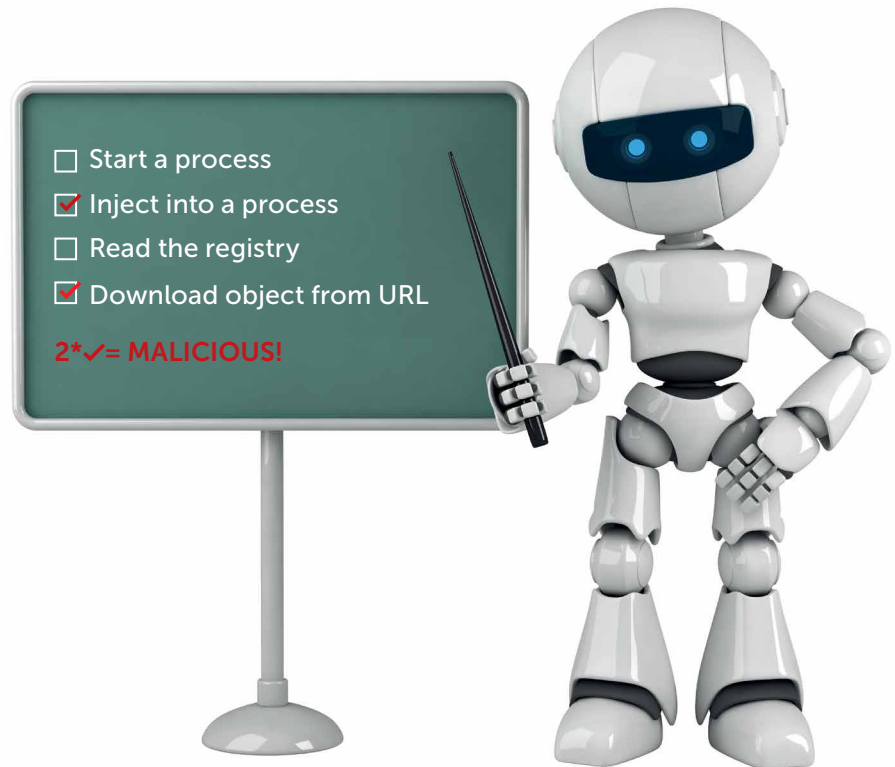 ☐ Start a process
☑ Inject into a process
☐ Read the registry
☑ Download object from URL
2*✓= MALICIOUS!